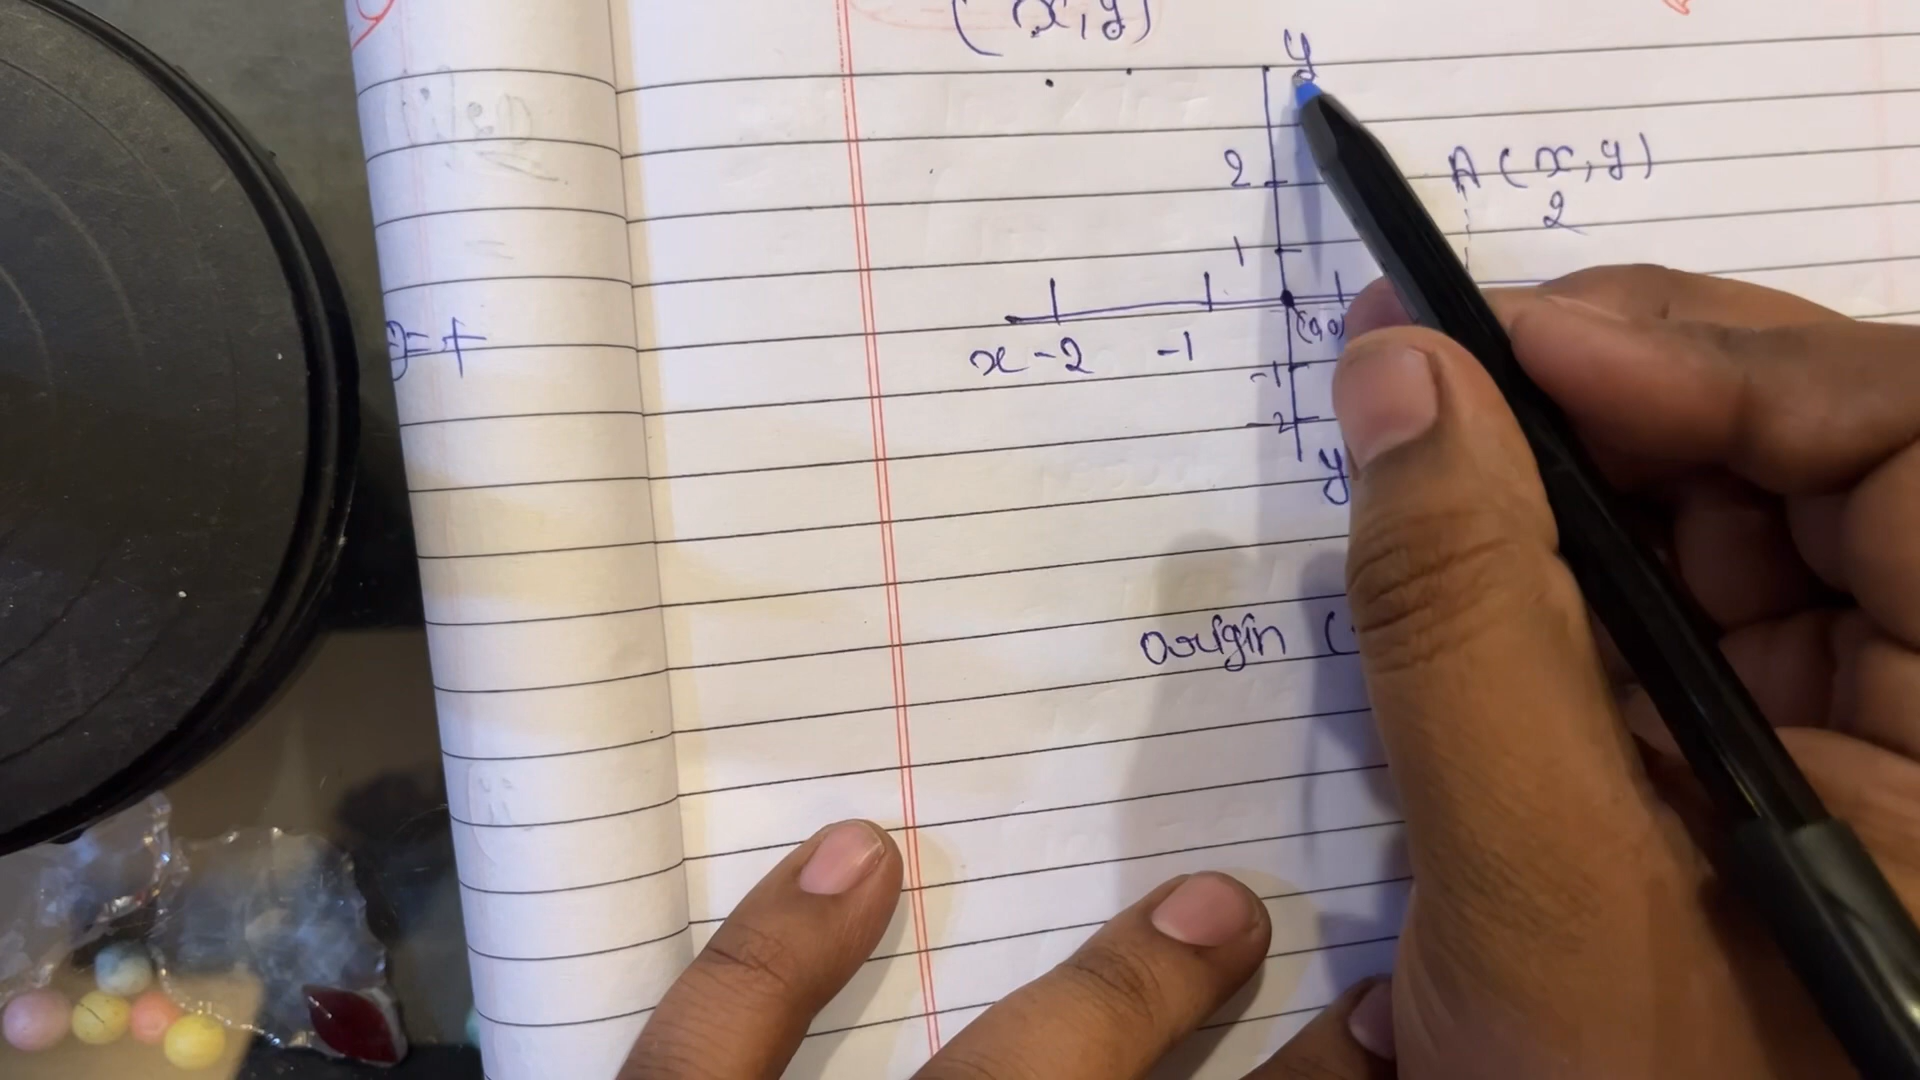 (x, y)
y
2
A (x, y)
2
1
(0,0)
= +
x -2 -1
-1
-2
y
origin (